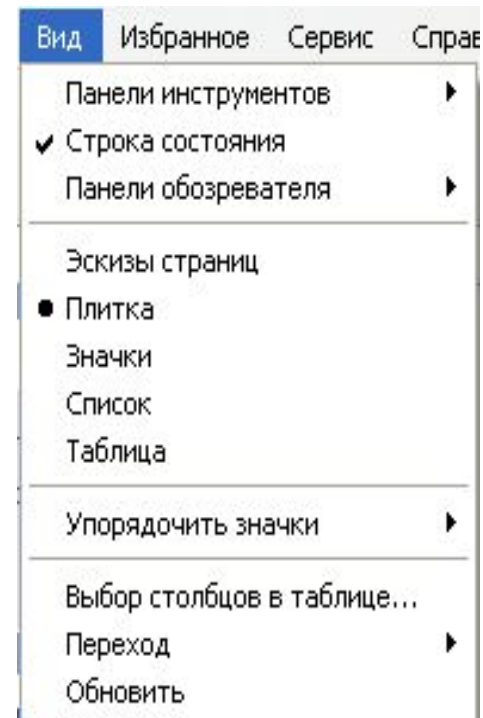 Вид Избранное Сервис Справ
Панели инструментов
Строка состояния
Панели обозревателя
Эскизы страниц
Плитка
Значки
Список
Таблица
Упорядочить значки
Выбор столбцов в таблице...
Переход
Обновить